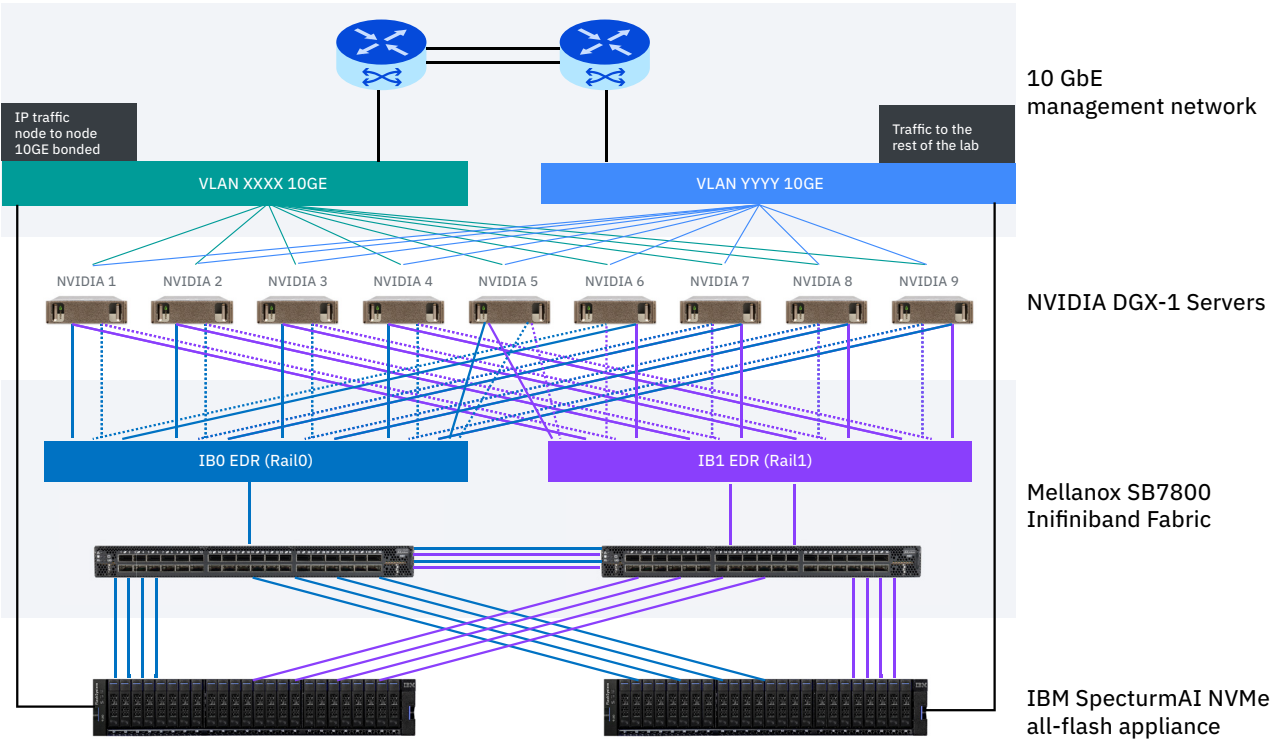 10 GbE
management network
IP traffic
node to node
10GE bonded
Traffic to the
rest of the lab
VLAN XXXX 10GE
VLAN YYYY 10GE
NVIDIA 1
NVIDIA 2
NVIDIA 3
NVIDIA 4
NVIDIA 5
NVIDIA 6
NVIDIA 7
NVIDIA 8
NVIDIA 9
NVIDIA DGX-1 Servers
IB0 EDR (Rail0)
IB1 EDR (Rail1)
Mellanox SB7800
Inifiniband Fabric
IBM
IBM
IBM SpecturmAI NVMe
all-flash appliance